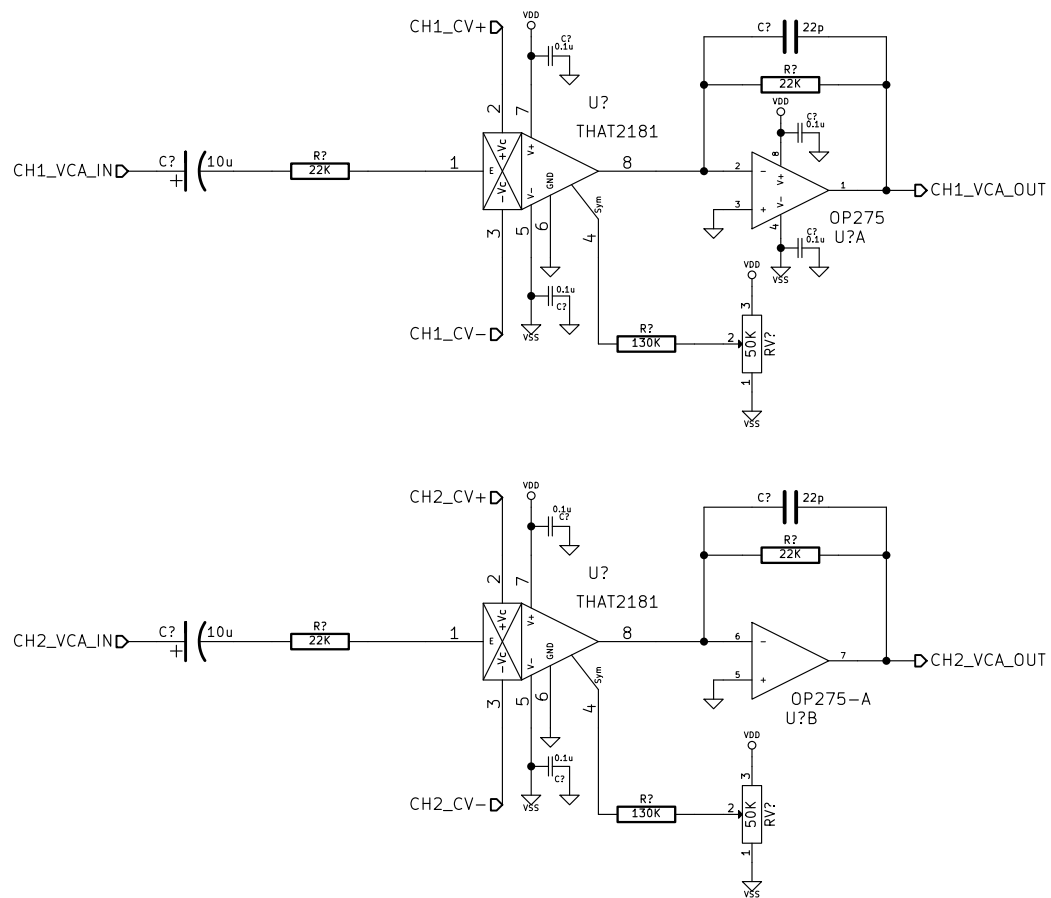 CH1_CV+
VDD
C?
0.1u
2
7
U?
THAT2181
C?
22p
R?
22K
VDD
C?
0.1u
8
CH1_VCA_IN
C?
+
10u
R?
22K
1
E
+Vc
-Vc
V+
V-
GND
Sym
8
2
-
3
+
V+
V-
1
CH1_VCA_OUT
OP275
U?A
4
C?
0.1u
VSS
3
5
6
4
0.1u
C?
VSS
CH1_CV-
R?
130K
VDD
3
2
50K
RV?
1
VSS
CH2_CV+
VDD
0.1u
C?
2
7
U?
THAT2181
C?
22p
R?
22K
CH2_VCA_IN
C?
+
10u
R?
22K
1
E
+Vc
-Vc
V+
V-
GND
Sym
8
6
-
5
+
7
CH2_VCA_OUT
OP275-A
U?B
3
5
6
4
0.1u
C?
VSS
CH2_CV-
R?
130K
VDD
3
2
50K
RV?
1
VSS